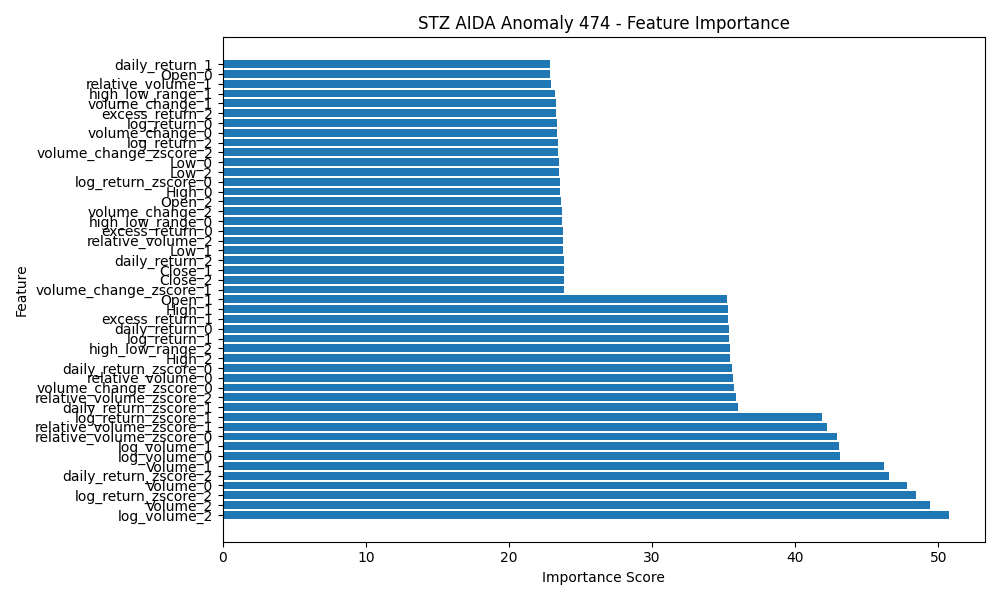 STZ AIDA Anomaly 474 - Feature Importance
daily_return_1
Open_0
relative_volume_1
high_low_range_1
volume_change_1
excess_return_2
log_return_0
volume_change_0
log_return_2
volume_change_zscore_2
Low_0
Low_2
log_return_zscore_0
High_0
Open_2
volume_change_2
high_low_range_0
excess_return_0
relative_volume_2
Low_1
daily_return_2
Close_1
Close_2
volume_change_zscore_1
Open_1
High_1
excess_return_1
daily_return_0
log_return_1
high_low_range_2
High_2
daily_return_zscore_0
relative_volume_0
volume_change_zscore_0
relative_volume_zscore_2
daily_return_zscore_1
log_return_zscore_1
relative_volume_zscore_1
relative_volume_zscore_0
log_volume_1
log_volume_0
Volume_1
daily_return_zscore_2
Volume_0
log_return_zscore_2
Volume_2
log_volume_2
Feature
0 10 20 30 40 50
Importance Score